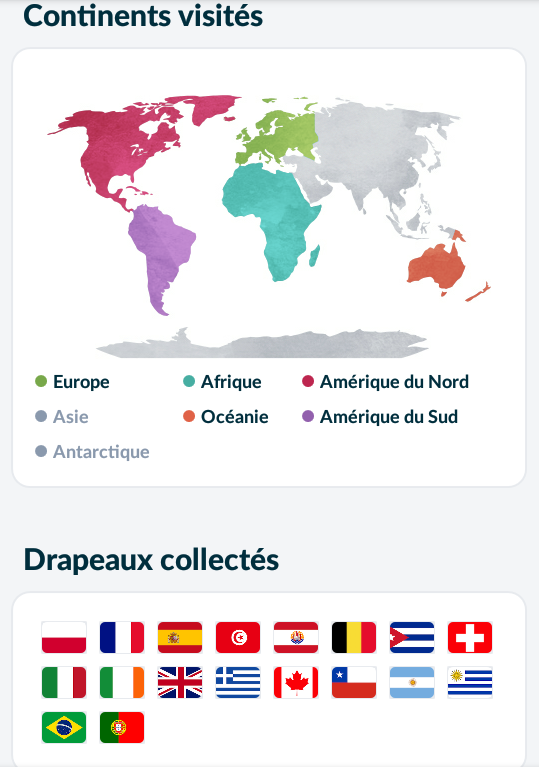 Continents visités
Europe Afrique Amérique du Nord
Asie Océanie Amérique du Sud
Antarctique
Drapeaux collectés